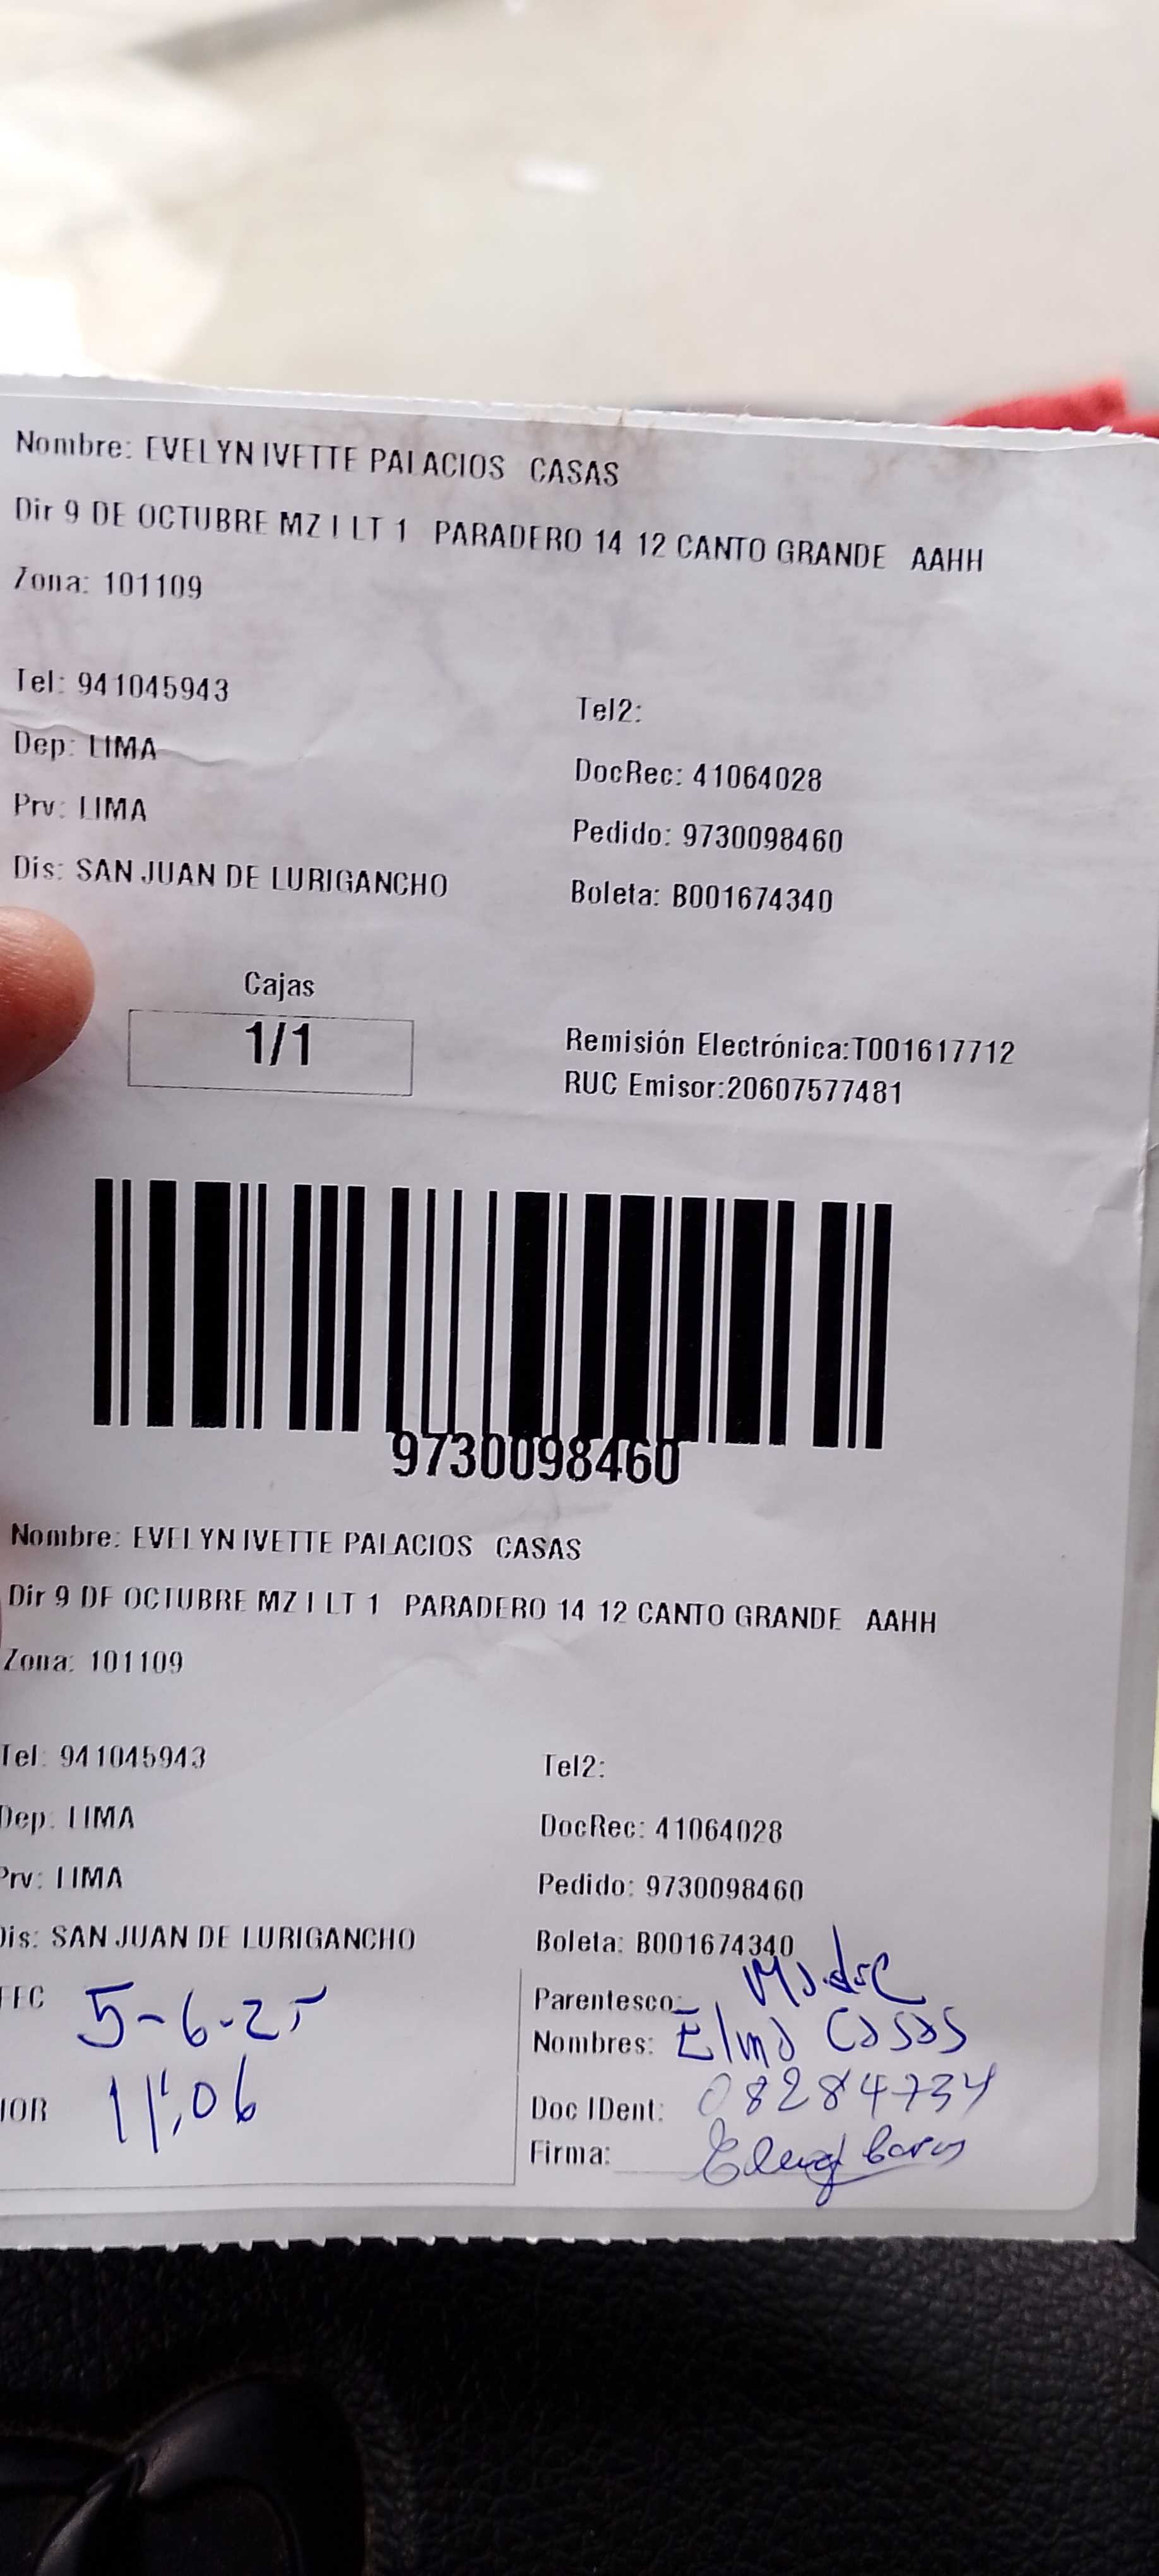 Nombre: EVELYN IVETTE PALACIOS CASAS
Dir 9 DE OCTUBRE MZ I LT 1 PARADERO 14 12 CANTO GRANDE AAHH
Zona: 101109
Tel: 941045943
Tel2:
Dep: LIMA
DocRec: 41064028
Prv: LIMA
Pedido: 9730098460
Dis: SAN JUAN DE LURIGANCHO
Boleta: B001674340
Cajas
1/1
Remisión Electrónica:T001617712
RUC Emisor:20607577481
9730098460
Nombre: EVELYN IVETTE PALACIOS CASAS
Dir 9 DE OCTUBRE MZ I LT 1 PARADERO 14 12 CANTO GRANDE AAHH
Zona: 101109
Tel: 941045943
Tel2:
Dep: LIMA
DocRec: 41064028
Prv: LIMA
Pedido: 9730098460
Dis: SAN JUAN DE LURIGANCHO
Boleta: B001674340
FEC 5-6-25
Parentesco: Madre
Nombres: Elma Casas
HOR 11:06
Doc IDent: 08284734
Firma: